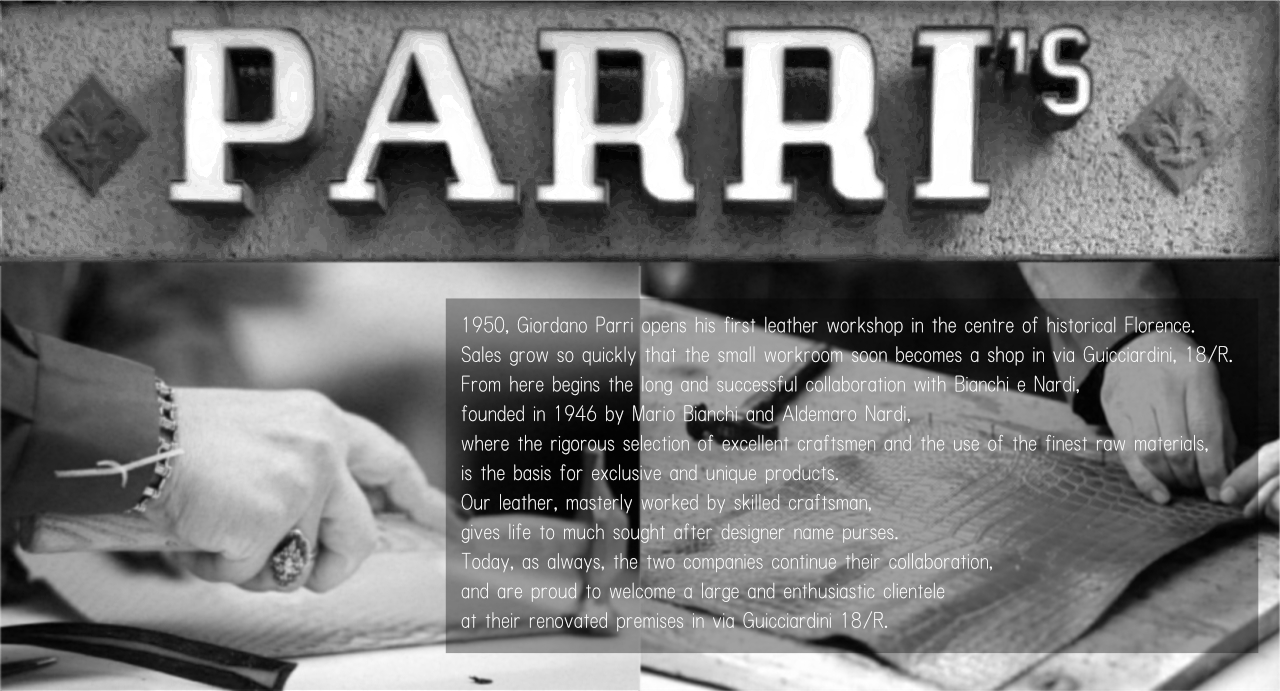 PARRI'S
1950, Giordano Parri opens his first leather workshop in the centre of historical Florence.
Sales grow so quickly that the small workroom soon becomes a shop in via Guicciardini, 18/R.
From here begins the long and successful collaboration with Bianchi e Nardi,
founded in 1946 by Mario Bianchi and Aldemaro Nardi,
where the rigorous selection of excellent craftsmen and the use of the finest raw materials,
is the basis for exclusive and unique products.
Our leather, masterly worked by skilled craftsman,
gives life to much sought after designer name purses.
Today, as always, the two companies continue their collaboration,
and are proud to welcome a large and enthusiastic clientele
at their renovated premises in via Guicciardini 18/R.